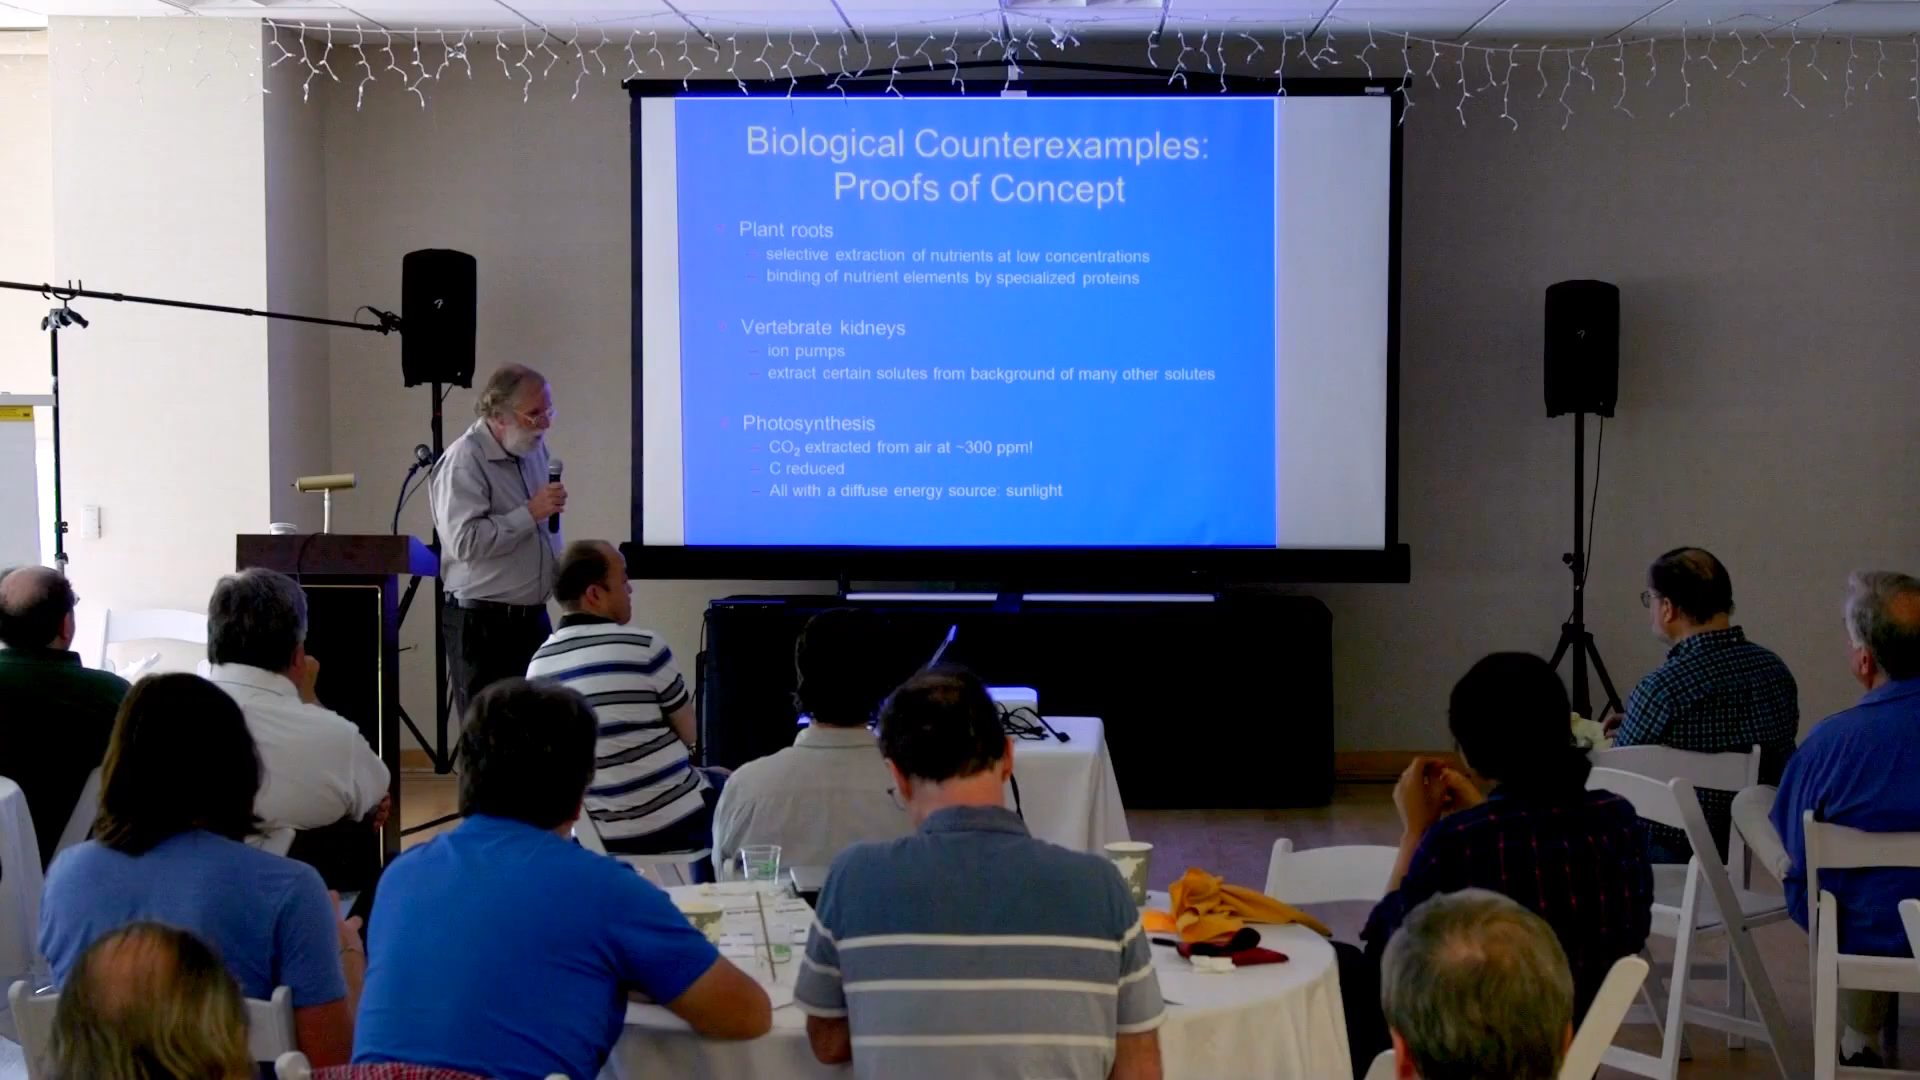 Biological Counterexamples:
Proofs of Concept
Plant roots
– selective extraction of nutrients at low concentrations
– binding of nutrient elements by specialized proteins
Vertebrate kidneys
– ion pumps
– extract certain solutes from background of many other solutes
Photosynthesis
– CO₂ extracted from air at ~300 ppm!
– C reduced
– All with a diffuse energy source: sunlight